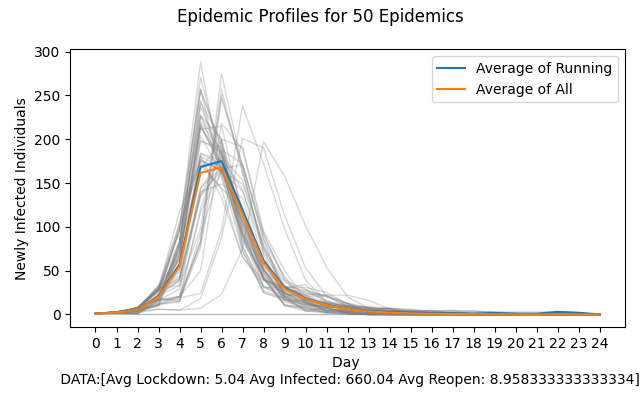 Epidemic Profiles for 50 Epidemics
Newly Infected Individuals
300
250
200
150
100
50
0
Average of Running
Average of All
0 1 2 3 4 5 6 7 8 9 10 11 12 13 14 15 16 17 18 19 20 21 22 23 24
Day
DATA:[Avg Lockdown: 5.04 Avg Infected: 660.04 Avg Reopen: 8.958333333333334]